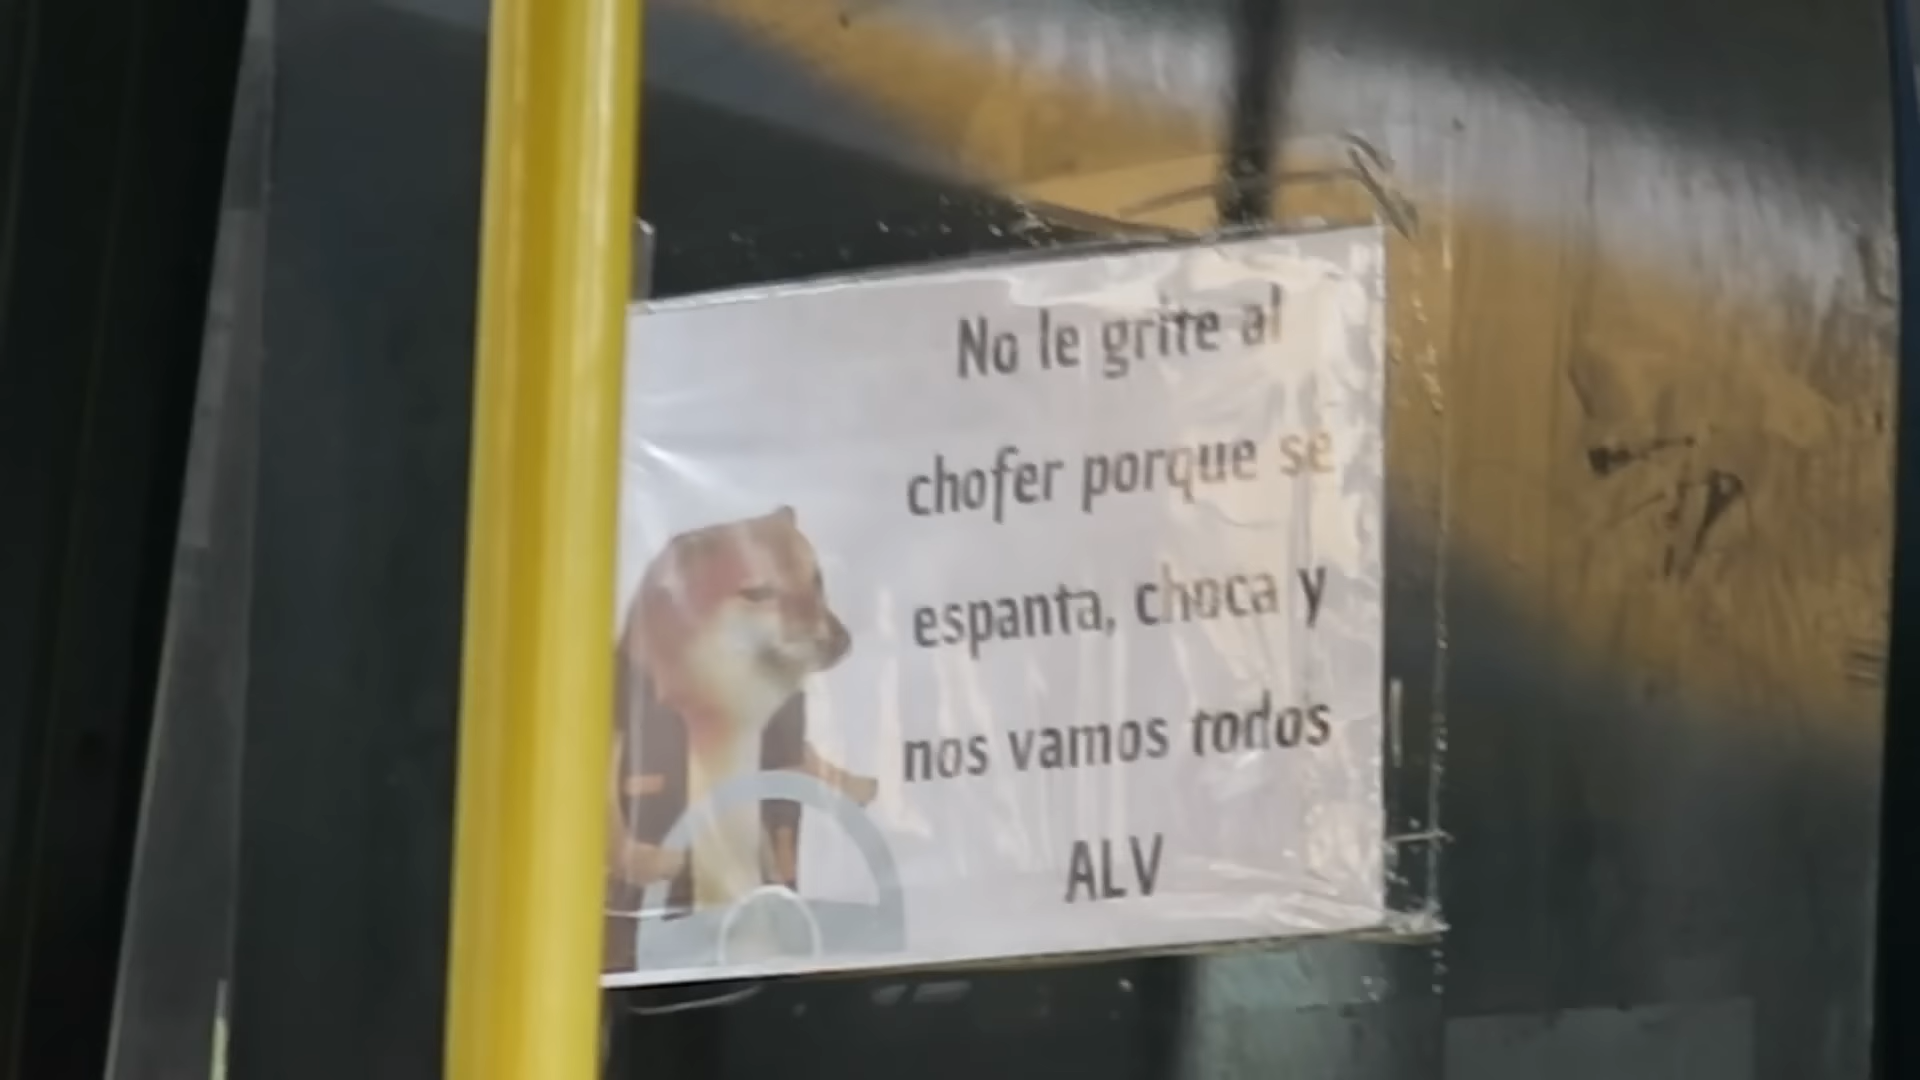 No le grite al
chofer porque se
espanta, choca y
nos vamos todos
ALV